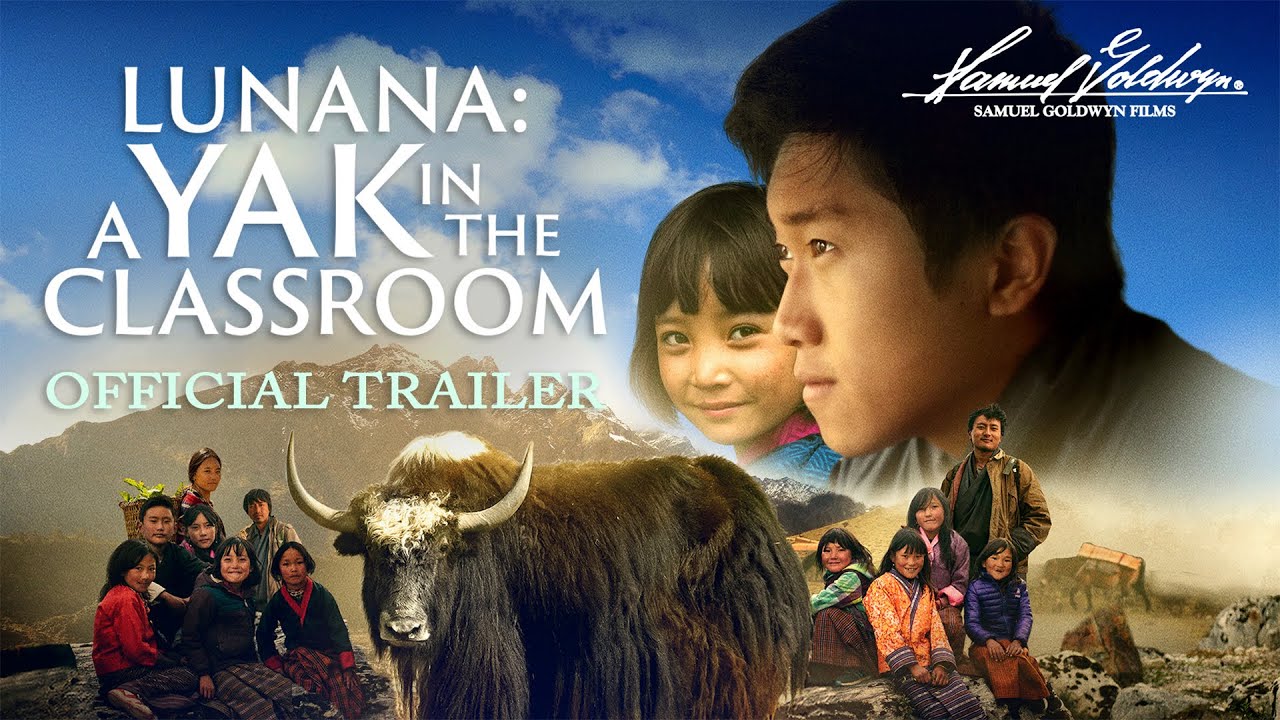 LUNANA:
A YAK IN THE
CLASSROOM
OFFICIAL TRAILER
Samuel Goldwyn®
SAMUEL GOLDWYN FILMS